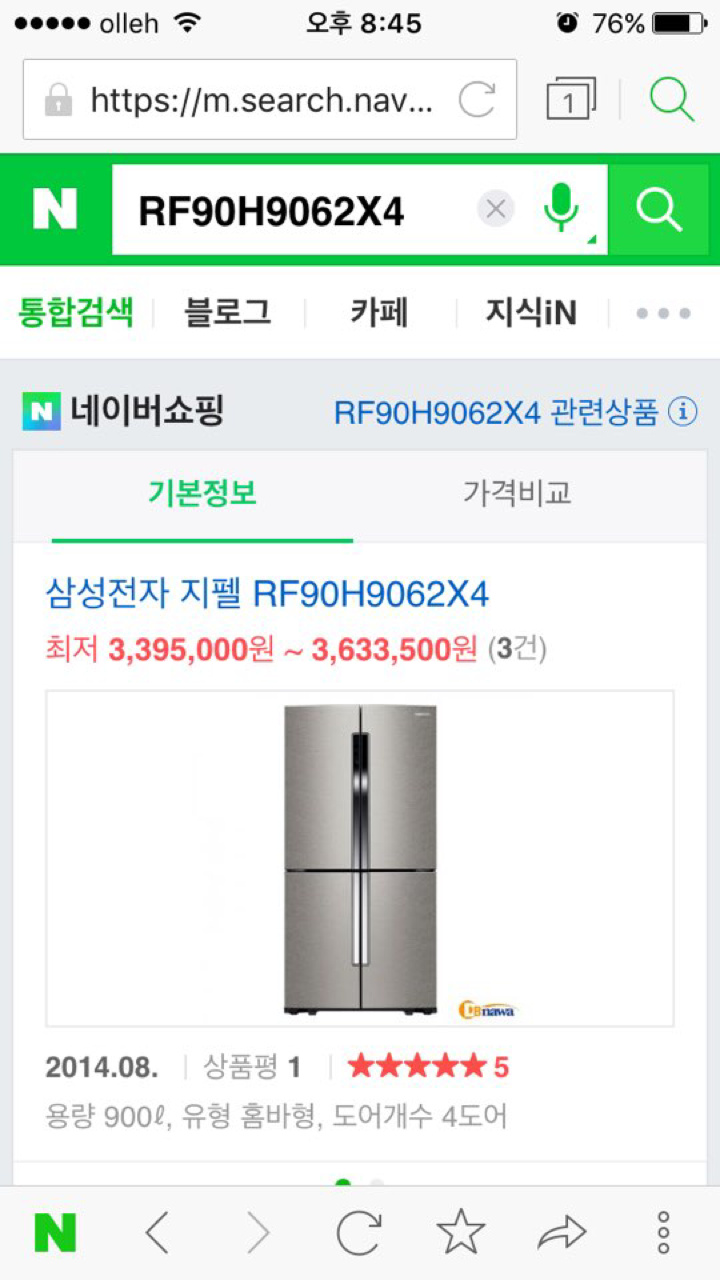 olleh 오후 8:45 76%
https://m.search.nav... 1
N RF90H9062X4
통합검색 블로그 카페 지식iN
N 네이버쇼핑 RF90H9062X4 관련상품 i
기본정보 가격비교
삼성전자 지펠 RF90H9062X4
최저 3,395,000원 ~ 3,633,500원 (3건)
DBnawa
2014.08. 상품평 1 ★★★★★ 5
용량 900ℓ, 유형 홈바형, 도어개수 4도어
N